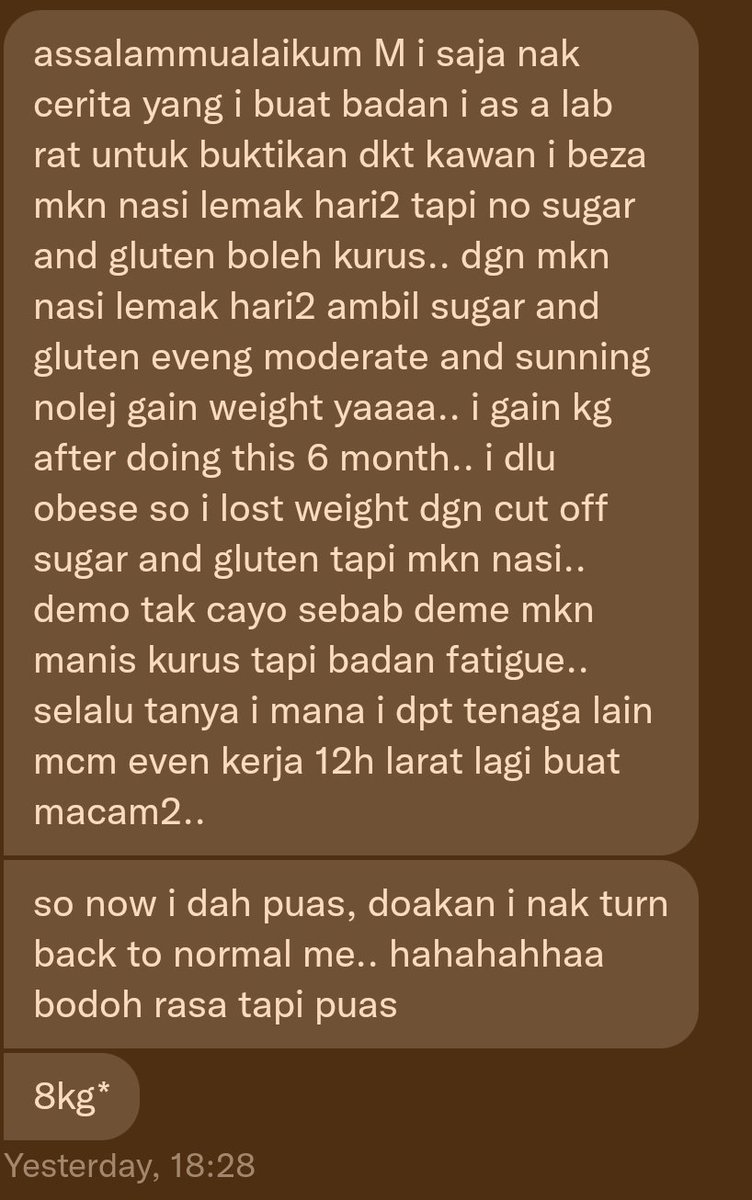 assalammualaikum M i saja nak
cerita yang i buat badan i as a lab
rat untuk buktikan dkt kawan i beza
mkn nasi lemak hari2 tapi no sugar
and gluten boleh kurus.. dgn mkn
nasi lemak hari2 ambil sugar and
gluten eveng moderate and sunning
nolej gain weight yaaaa.. i gain kg
after doing this 6 month.. i dlu
obese so i lost weight dgn cut off
sugar and gluten tapi mkn nasi..
demo tak cayo sebab deme mkn
manis kurus tapi badan fatigue..
selalu tanya i mana i dpt tenaga lain
mcm even kerja 12h larat lagi buat
macam2..
so now i dah puas, doakan i nak turn
back to normal me.. hahahahhaa
bodoh rasa tapi puas
8kg*
Yesterday, 18:28